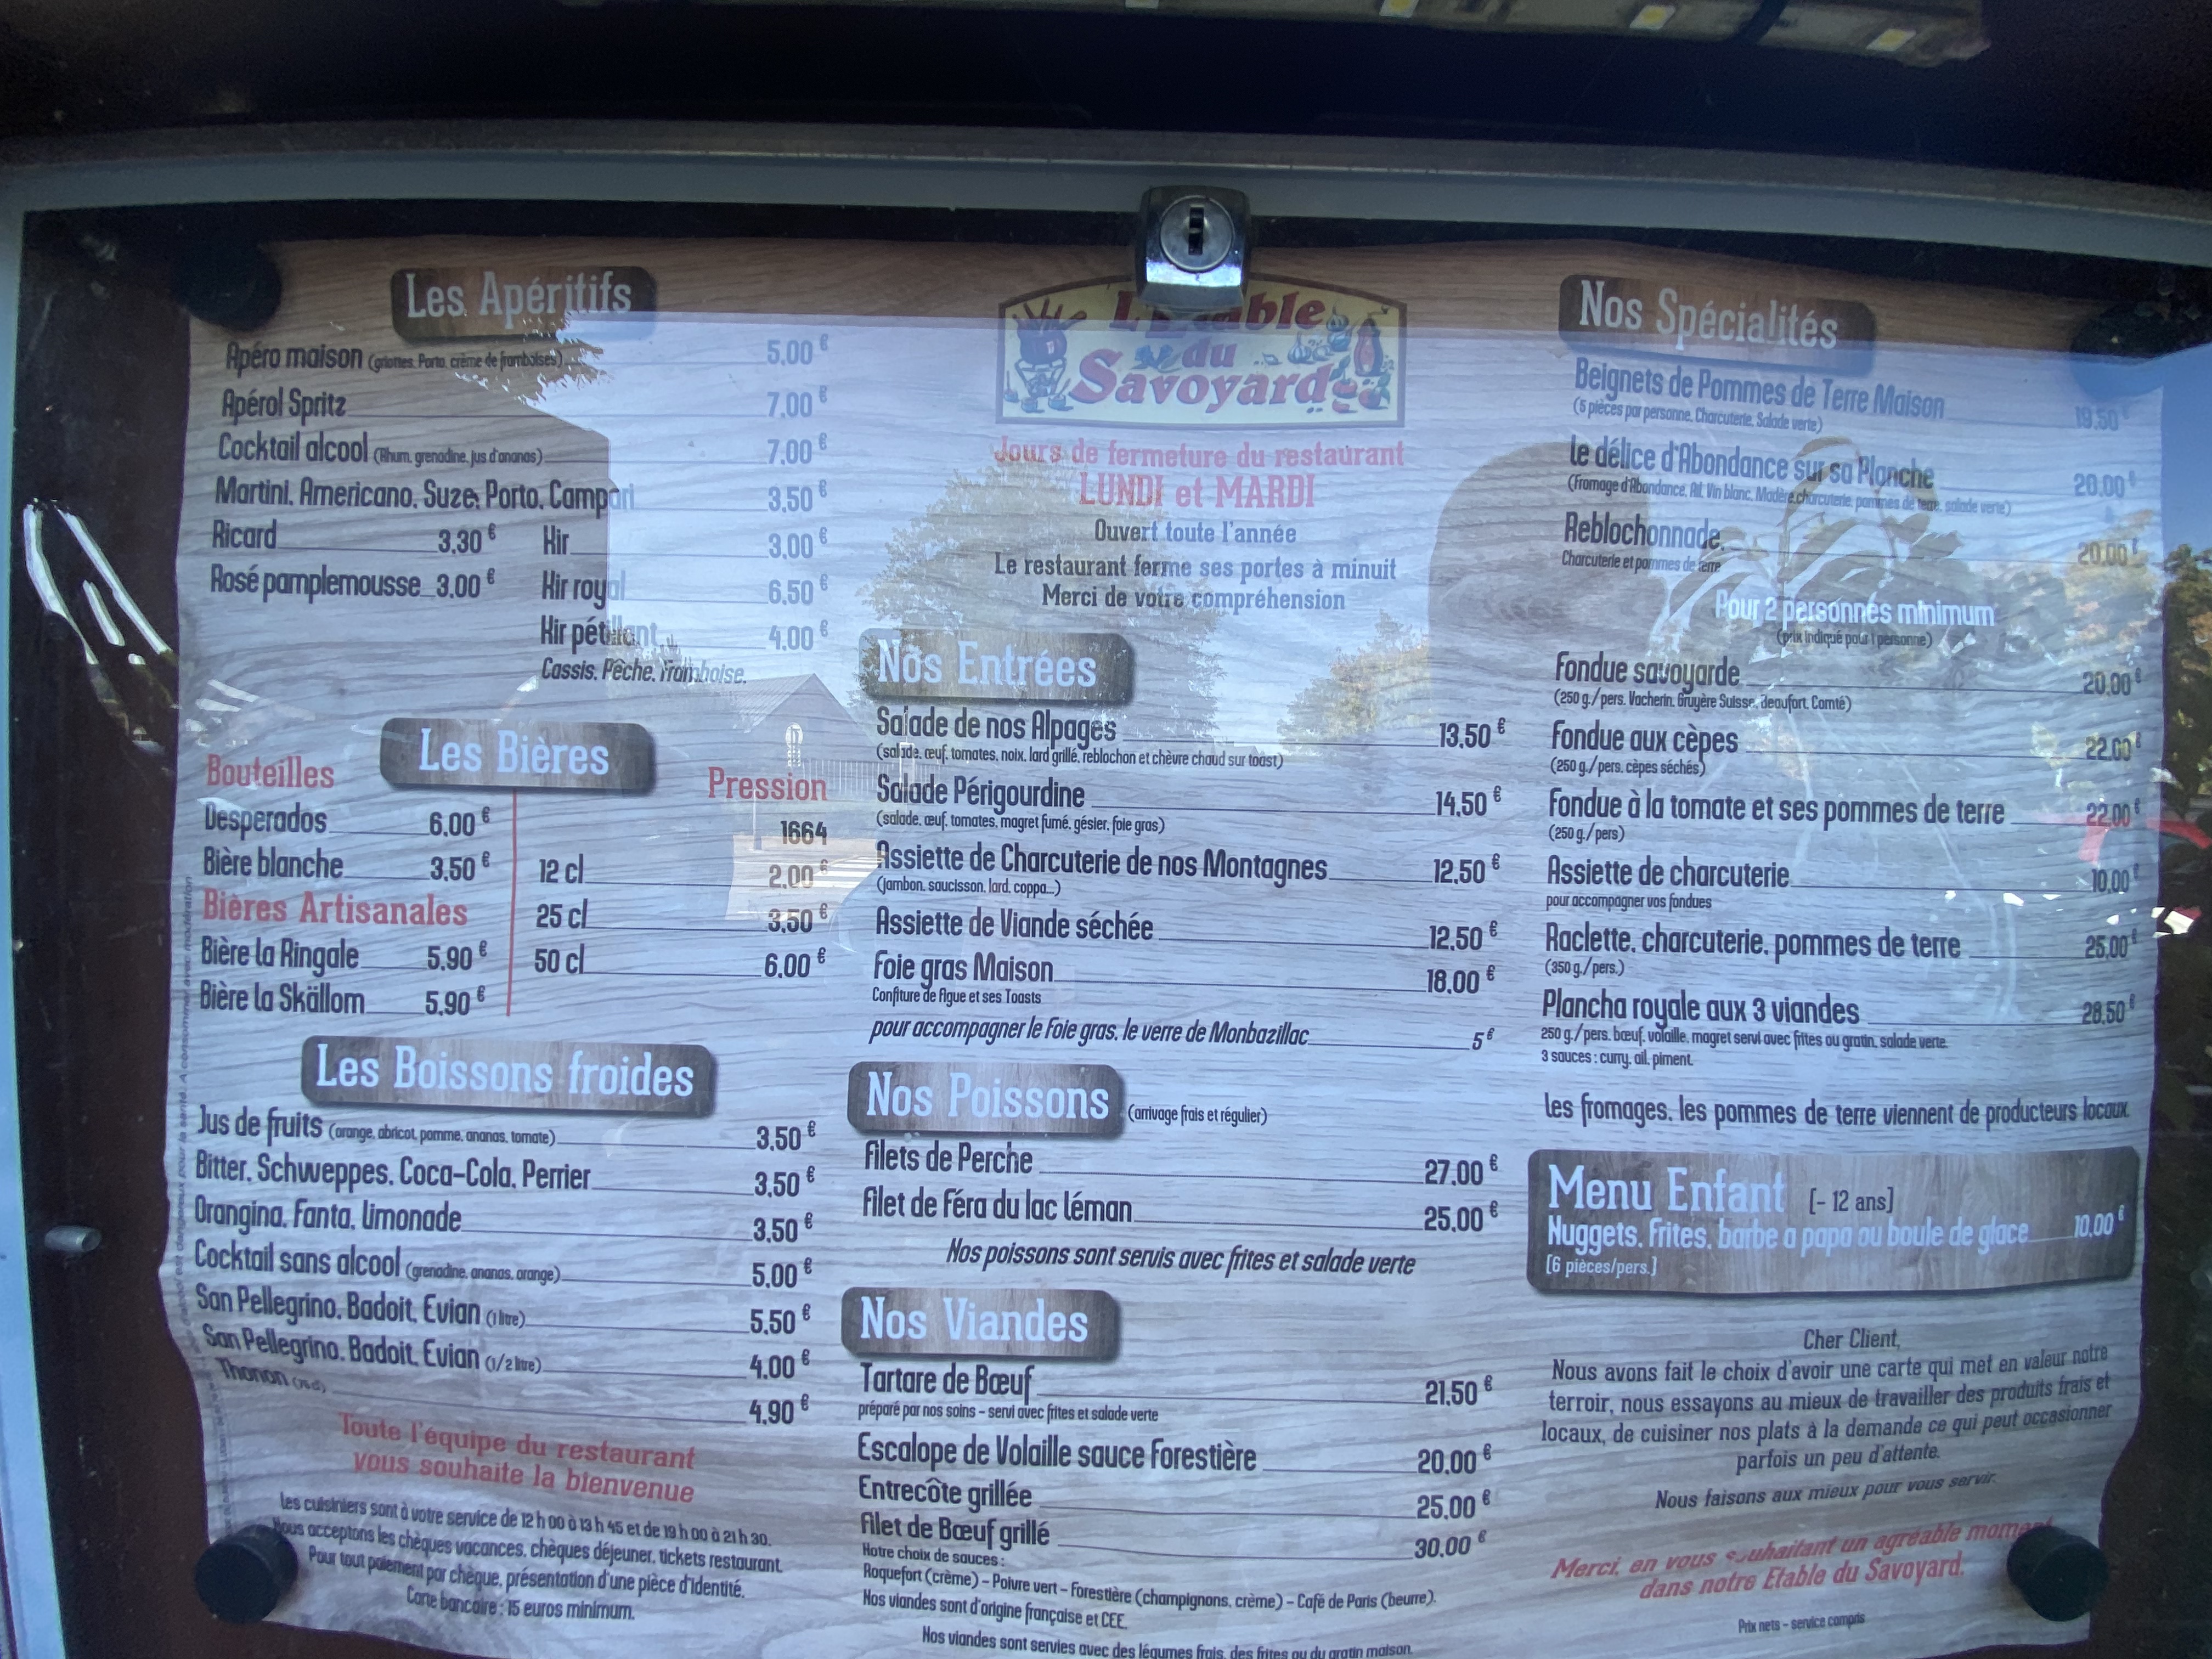 Les Apéritifs
Apéro maison (griottes, Porto, crème de framboises) 5,00 €
Apérol Spritz 7,00 €
Cocktail alcool (Rhum, grenadine, jus d'ananas) 7,00 €
Martini, Americano, Suze, Porto, Campari 3,50 €
Ricard 3,30 € Kir 3,00 €
Rosé pamplemousse 3,00 € Kir royal 6,50 €
Kir pétillant 4,00 €
Cassis, Pêche, Framboise.
Les Bières
Bouteilles
Desperados 6,00 €
Bière blanche 3,50 €
Bières Artisanales
Bière la Ringale 5,90 €
Bière la Skällom 5,90 €
Pression
1664
12 cl 2,00 €
25 cl 3,50 €
50 cl 6,00 €
Les Boissons froides
Jus de fruits (orange, abricot, pomme, ananas, tomate) 3,50 €
Bitter, Schweppes, Coca-Cola, Perrier 3,50 €
Orangina, Fanta, Limonade 3,50 €
Cocktail sans alcool (grenadine, ananas, orange) 5,00 €
San Pellegrino, Badoit, Evian (1 litre) 5,50 €
San Pellegrino, Badoit, Evian (1/2 litre) 4,00 €
Thonon 4,90 €
Toute l'équipe du restaurant
vous souhaite la bienvenue
Les cuisiniers sont à votre service de 12 h 00 à 13 h 45 et de 19 h 00 à 21 h 30.
Nous acceptons les chèques vacances, chèques déjeuner, tickets restaurant.
Pour tout paiement par chèque, présentation d'une pièce d'identité.
Carte bancaire : 15 euros minimum.
L'Etable
du
Savoyard
Jours de fermeture du restaurant
LUNDI et MARDI
Ouvert toute l'année
Le restaurant ferme ses portes à minuit
Merci de votre compréhension
Nos Entrées
Salade de nos Alpages 13,50 €
(salade, œuf, tomates, noix, lard grillé, reblochon et chèvre chaud sur toast)
Salade Périgourdine 14,50 €
(salade, œuf, tomates, magret fumé, gésier, foie gras)
Assiette de Charcuterie de nos Montagnes 12,50 €
(jambon, saucisson, lard, coppa...)
Assiette de Viande séchée 12,50 €
Foie gras Maison 18,00 €
Confiture de Figue et ses Toasts
pour accompagner le Foie gras, le verre de Monbazillac 5 €
Nos Poissons (arrivage frais et régulier)
Filets de Perche 27,00 €
Filet de Féra du lac Léman 25,00 €
Nos poissons sont servis avec frites et salade verte
Nos Viandes
Tartare de Bœuf 21,50 €
préparé par nos soins - servi avec frites et salade verte
Escalope de Volaille sauce Forestière 20,00 €
Entrecôte grillée 25,00 €
Filet de Bœuf grillé 30,00 €
Notre choix de sauces :
Roquefort (crème) - Poivre vert - Forestière (champignons, crème) - Café de Paris (beurre).
Nos viandes sont d'origine française et CEE.
Nos viandes sont servies avec des légumes frais, des frites ou du gratin maison.
Nos Spécialités
Beignets de Pommes de Terre Maison 19,50 €
(5 pièces par personne, Charcuterie, Salade verte)
Le délice d'Abondance sur sa Planche 20,00 €
(Fromage d'Abondance, Ail, Vin blanc, Madère, charcuterie, pommes de terre, salade verte)
Reblochonnade 20,00 €
Charcuterie et pommes de terre
Pour 2 personnes minimum
(prix indiqué pour 1 personne)
Fondue savoyarde 20,00 €
(250 g./pers. Vacherin, Gruyère Suisse, Beaufort, Comté)
Fondue aux cèpes 22,00 €
(250 g./pers. cèpes séchés)
Fondue à la tomate et ses pommes de terre 22,00 €
(250 g./pers)
Assiette de charcuterie 10,00 €
pour accompagner vos fondues
Raclette, charcuterie, pommes de terre 25,00 €
(350 g./pers.)
Plancha royale aux 3 viandes 28,50 €
250 g./pers. bœuf, volaille, magret servi avec frites ou gratin, salade verte.
3 sauces : curry, ail, piment.
Les fromages, les pommes de terre viennent de producteurs locaux.
Menu Enfant [- 12 ans]
Nuggets, Frites, barbe a papa ou boule de glace 10,00 €
[6 pièces/pers.]
Cher Client,
Nous avons fait le choix d'avoir une carte qui met en valeur notre
terroir, nous essayons au mieux de travailler des produits frais et
locaux, de cuisiner nos plats à la demande ce qui peut occasionner
parfois un peu d'attente.
Nous faisons aux mieux pour vous servir.
Merci, en vous souhaitant un agréable moment
dans notre Etable du Savoyard.
Prix nets - service compris